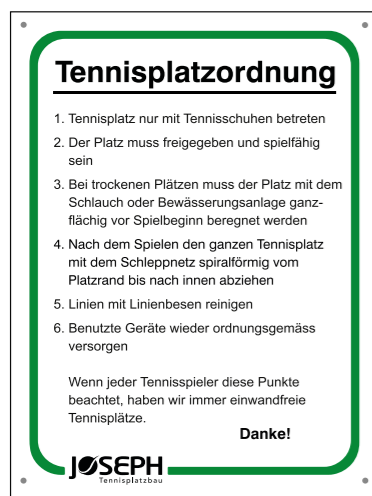 Tennisplatzordnung
1. Tennisplatz nur mit Tennisschuhen betreten
2. Der Platz muss freigegeben und spielfähig
sein
3. Bei trockenen Plätzen muss der Platz mit dem
Schlauch oder Bewässerungsanlage ganz-
flächig vor Spielbeginn beregnet werden
4. Nach dem Spielen den ganzen Tennisplatz
mit dem Schleppnetz spiralförmig vom
Platzrand bis nach innen abziehen
5. Linien mit Linienbesen reinigen
6. Benutzte Geräte wieder ordnungsgemäss
versorgen
Wenn jeder Tennisspieler diese Punkte
beachtet, haben wir immer einwandfreie
Tennisplätze.
Danke!
JOSEPH
Tennisplatzbau